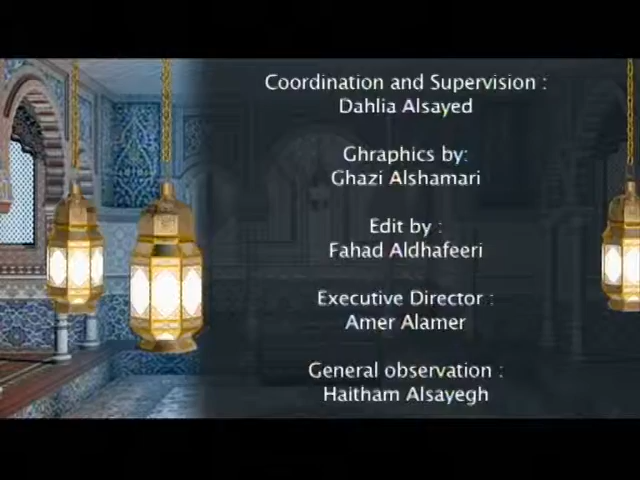 Coordination and Supervision :
Dahlia Alsayed
Ghraphics by:
Ghazi Alshamari
Edit by :
Fahad Aldhafeeri
Executive Director :
Amer Alamer
General observation :
Haitham Alsayegh